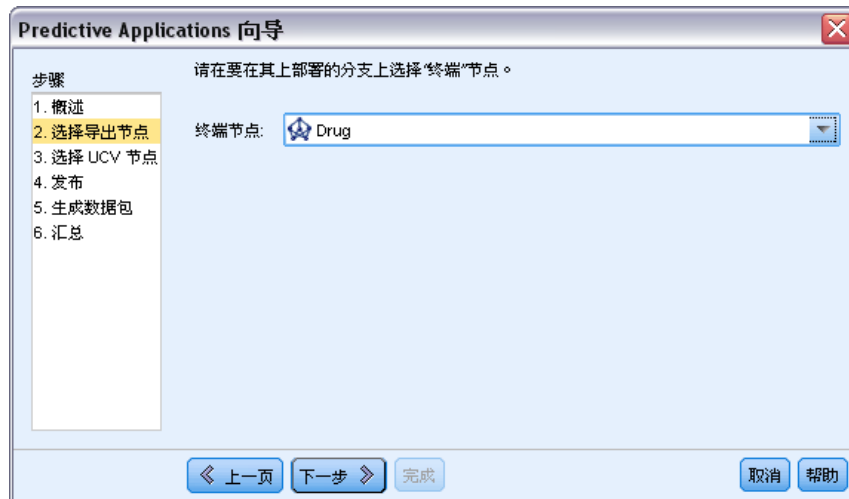 Predictive Applications 向导
步骤
1. 概述
2. 选择导出节点
3. 选择 UCV 节点
4. 发布
5. 生成数据包
6. 汇总
请在要在其上部署的分支上选择“终端”节点。
终端节点:
Drug
上一页
下一步
完成
取消
帮助